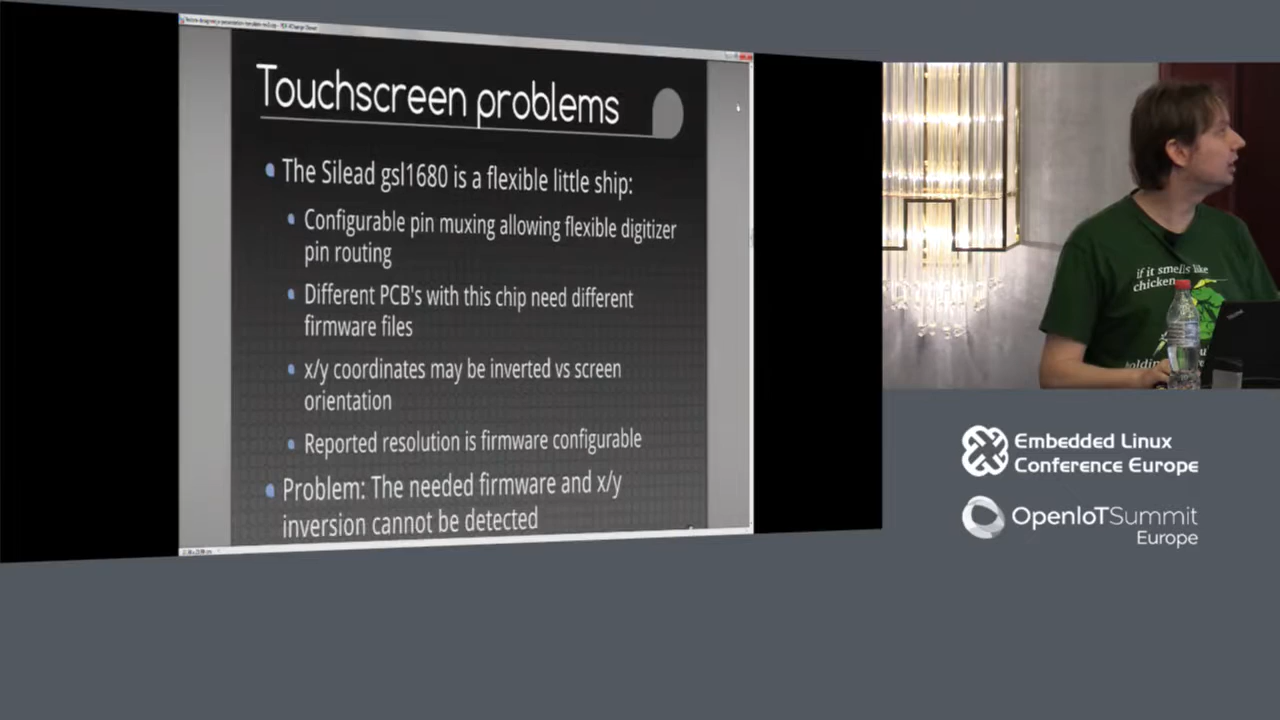 Touchscreen problems
The Silead gsl1680 is a flexible little ship:
Configurable pin muxing allowing flexible digitizer
pin routing
Different PCB's with this chip need different
firmware files
x/y coordinates may be inverted vs screen
orientation
Reported resolution is firmware configurable
Problem: The needed firmware and x/y
inversion cannot be detected
if it smells like
chicken
Embedded Linux
Conference Europe
OpenIoTSummit
Europe